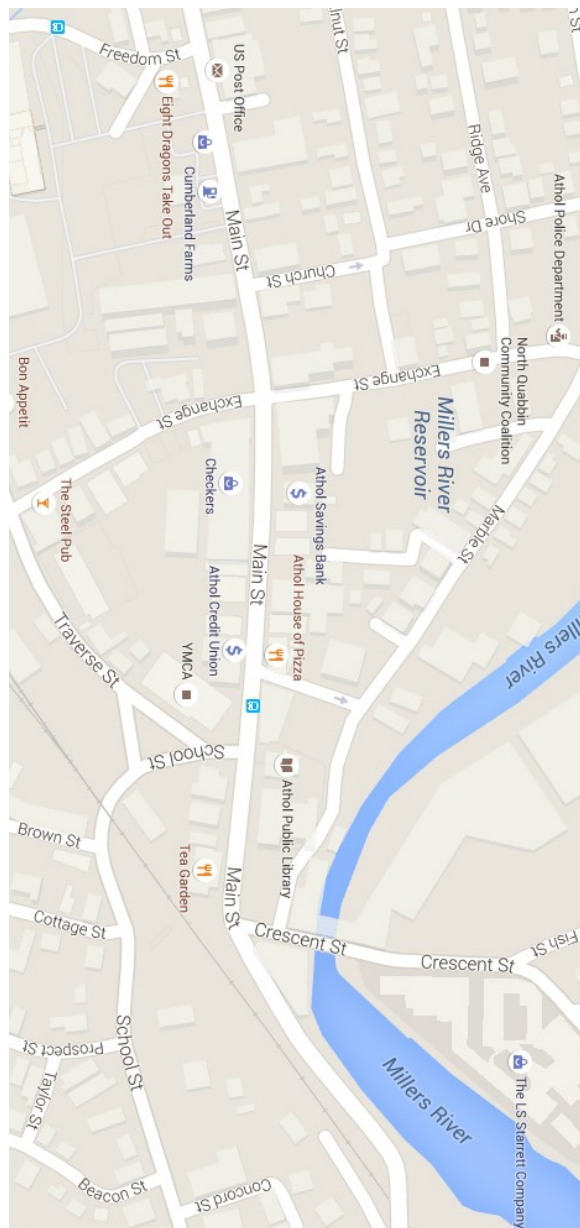 Freedom St
US Post Office
Eight Dragons Take Out
Cumberland Farms
Main St
Church St
Shore Dr
Ridge Ave
Athol Police Department
North Quabbin
Community Coalition
Exchange St
Exchange St
Millers River
Reservoir
Marble St
Bon Appetit
The Steel Pub
Checkers
Athol Savings Bank
Main St
Athol House of Pizza
Athol Credit Union
YMCA
Traverse St
School St
Millers River
Athol Public Library
Tea Garden
Main St
Crescent St
Crescent St
Fish St
Brown St
Cottage St
School St
Prospect St
Taylor St
Beacon St
Concord St
Millers River
The LS Starrett Company